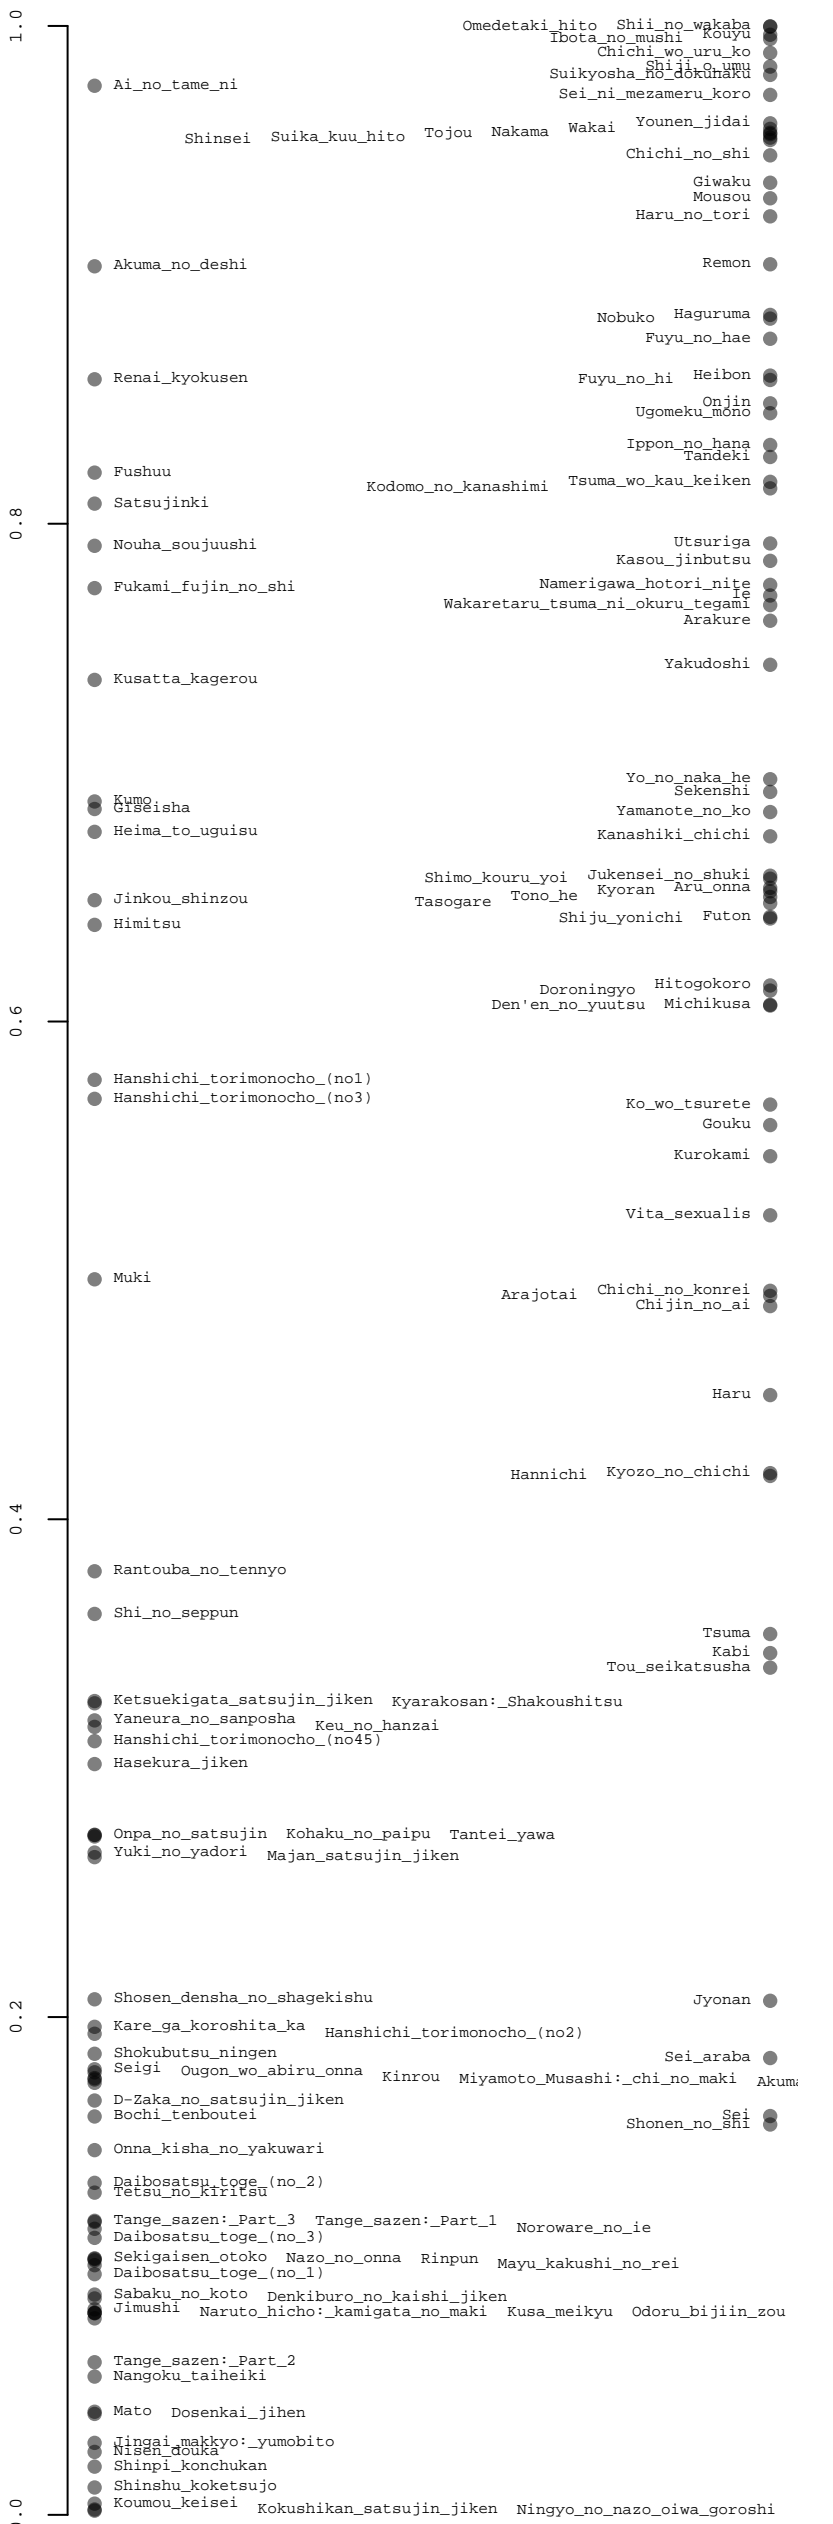 1.0
Omedetaki_hito Shii_no_wakaba
Ibota_no_mushi Kouyu
Chichi_wo_uru_ko
Shiji_o_umu
Suikyosha_no_dokuhaku
Ai_no_tame_ni
Sei_ni_mezameru_koro
Shinsei Suika_kuu_hito Tojou Nakama Wakai Younen_jidai
Chichi_no_shi
Giwaku
Mousou
Haru_no_tori
Akuma_no_deshi Remon
Nobuko Haguruma
Fuyu_no_hae
Renai_kyokusen Fuyu_no_hi Heibon
Onjin
Ugomeku_mono
Ippon_no_hana
Tandeki
Fushuu
Kodomo_no_kanashimi Tsuma_wo_kau_keiken
Satsujinki
0.8
Nouha_soujuushi Utsuriga
Kasou_jinbutsu
Fukami_fujin_no_shi Namerigawa_hotori_nite
Ie
Wakaretaru_tsuma_ni_okuru_tegami
Arakure
Yakudoshi
Kusatta_kagerou
Yo_no_naka_he
Sekenshi
Kumo
Giseisha Yamanote_no_ko
Heima_to_uguisu Kanashiki_chichi
Shimo_kouru_yoi Jukensei_no_shuki
Jinkou_shinzou Tasogare Tono_he Kyoran Aru_onna
Himitsu Shiju_yonichi Futon
Doroningyo Hitogokoro
Den'en_no_yuutsu Michikusa
0.6
Hanshichi_torimonocho_(no1)
Hanshichi_torimonocho_(no3) Ko_wo_tsurete
Gouku
Kurokami
Vita_sexualis
Muki
Arajotai Chichi_no_konrei
Chijin_no_ai
Haru
Hannichi Kyozo_no_chichi
0.4
Rantouba_no_tennyo
Shi_no_seppun
Tsuma
Kabi
Tou_seikatsusha
Ketsuekigata_satsujin_jiken Kyarakosan:_Shakoushitsu
Yaneura_no_sanposha Keu_no_hanzai
Hanshichi_torimonocho_(no45)
Hasekura_jiken
Onpa_no_satsujin Kohaku_no_paipu Tantei_yawa
Yuki_no_yadori Majan_satsujin_jiken
Shosen_densha_no_shagekishu Jyonan
0.2
Kare_ga_koroshita_ka Hanshichi_torimonocho_(no2)
Shokubutsu_ningen Sei_araba
Seigi Ougon_wo_abiru_onna Kinrou Miyamoto_Musashi:_chi_no_maki Akuma
D-Zaka_no_satsujin_jiken
Bochi_tenboutei Sei
Shonen_no_shi
Onna_kisha_no_yakuwari
Daibosatsu_toge_(no_2)
Tetsu_no_kiritsu
Tange_sazen:_Part_3 Tange_sazen:_Part_1 Noroware_no_ie
Daibosatsu_toge_(no_3)
Sekigaisen_otoko Nazo_no_onna Rinpun Mayu_kakushi_no_rei
Daibosatsu_toge_(no_1)
Sabaku_no_koto Denkiburo_no_kaishi_jiken
Jimushi Naruto_hicho:_kamigata_no_maki Kusa_meikyu Odoru_bijiin_zou
Tange_sazen:_Part_2
Nangoku_taiheiki
Mato Dosenkai_jihen
Jingai_makkyo:_yumobito
Nisen_douka
Shinpi_konchukan
Shinshu_koketsujo
Koumou_keisei Kokushikan_satsujin_jiken Ningyo_no_nazo_oiwa_goroshi
0.0